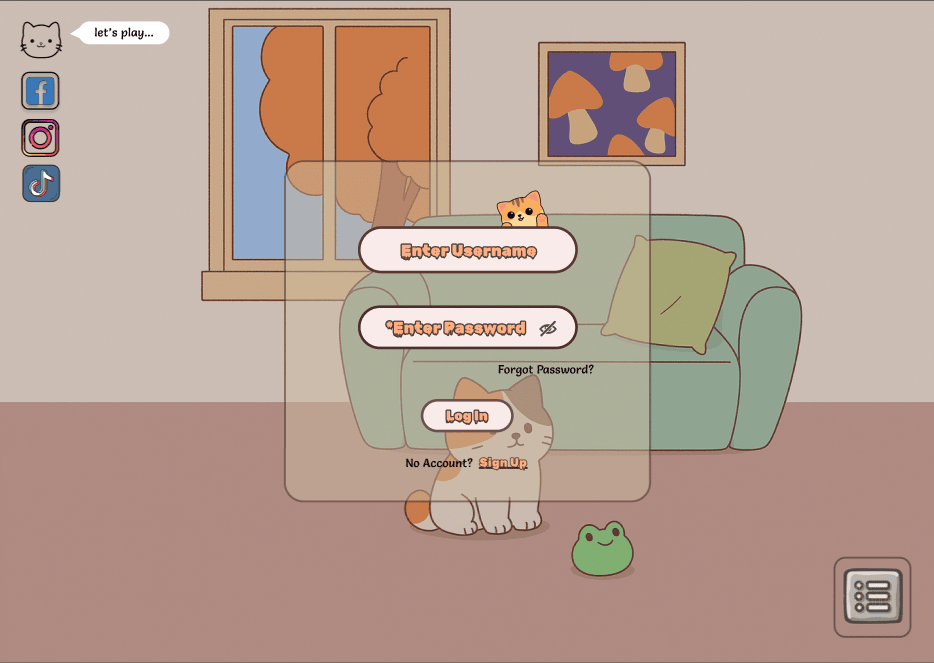 let's play...
Enter Username
*Enter Password
Forgot Password?
Log In
No Account? Sign Up